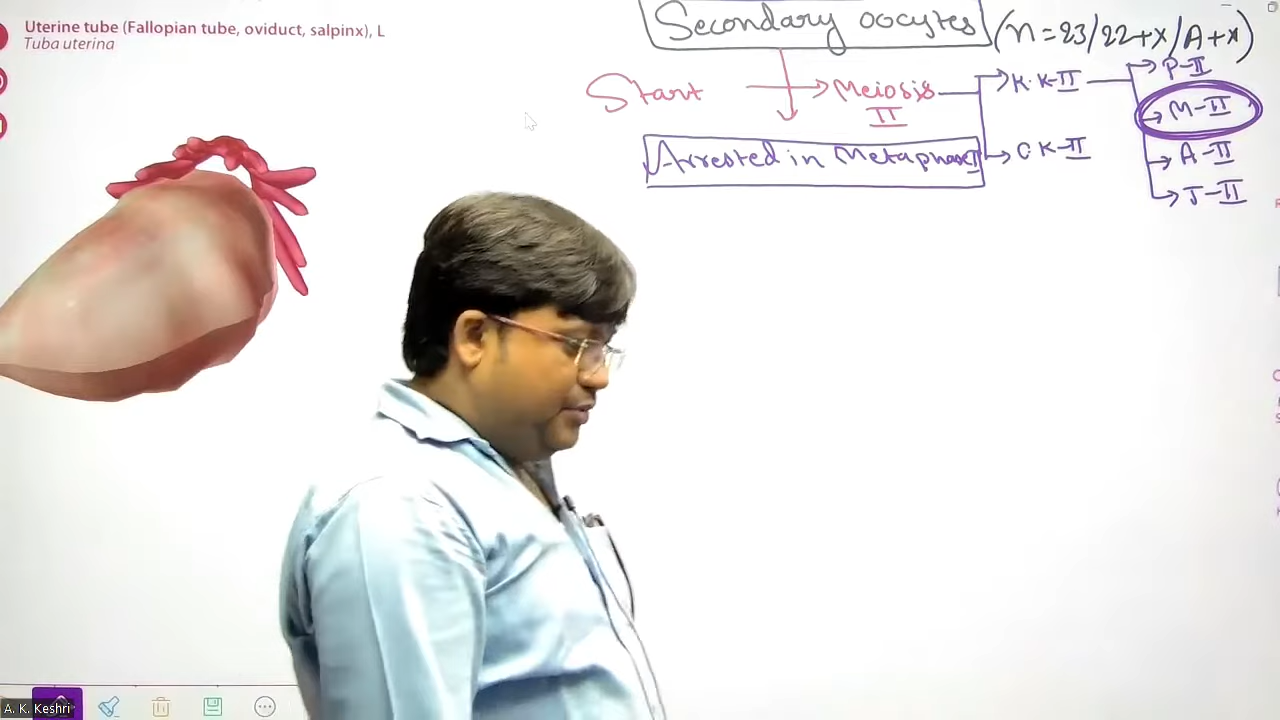 Uterine tube (Fallopian tube, oviduct, salpinx), L
Tuba uterina
Secondary oocytes (n=23/22+x/A+x)
Start → Meiosis II
K.K-II
C.K-II
P-II
M-II
A-II
T-II
Arrested in Metaphase II
A. K. Keshri